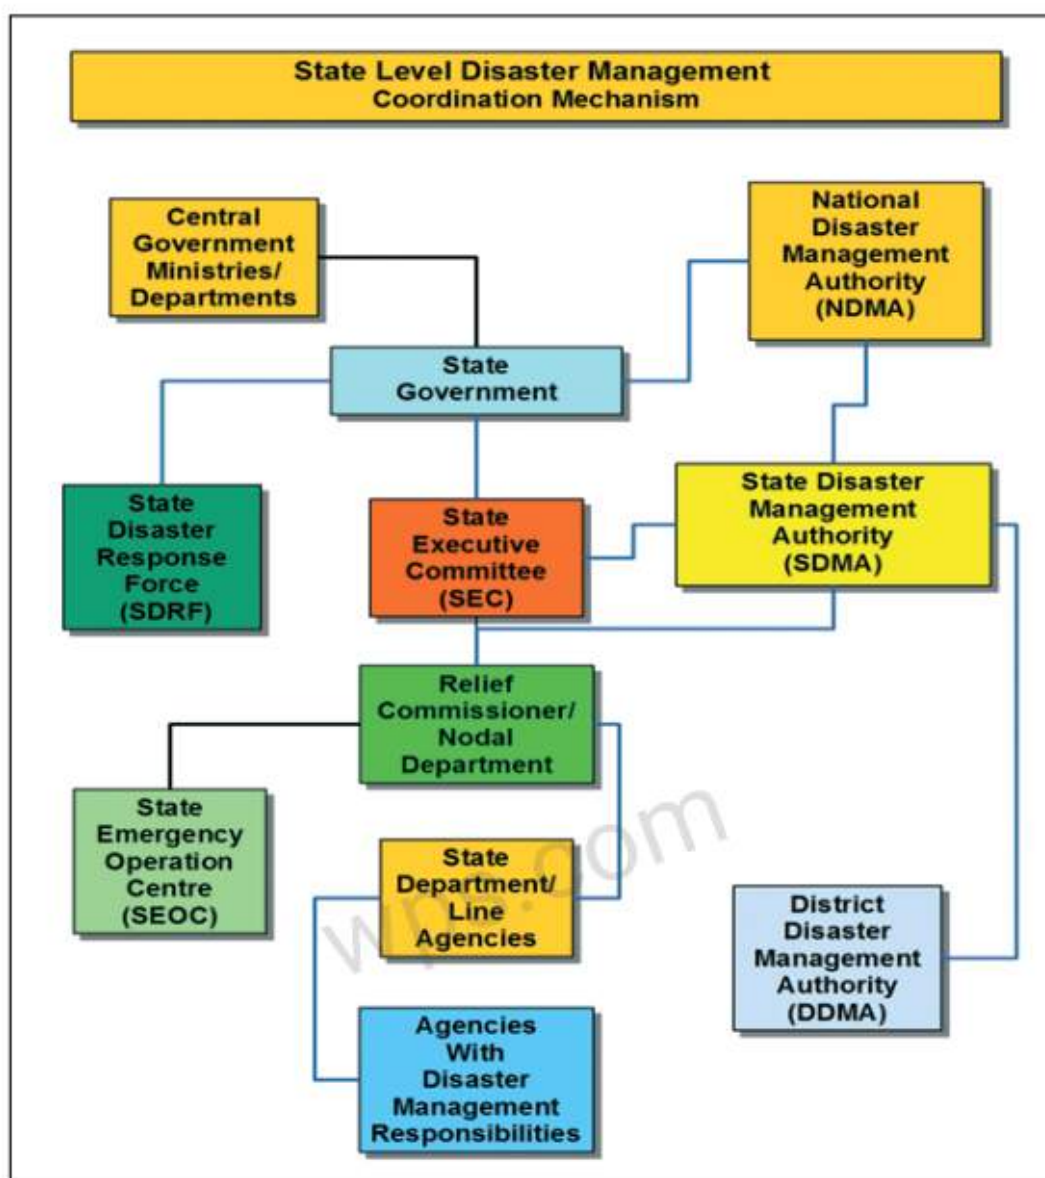 State Level Disaster Management
Coordination Mechanism
Central
Government
Ministries/
Departments
National
Disaster
Management
Authority
(NDMA)
State
Government
State
Disaster
Response
Force
(SDRF)
State
Executive
Committee
(SEC)
State Disaster
Management
Authority
(SDMA)
Relief
Commissioner/
Nodal
Department
State
Emergency
Operation
Centre
(SEOC)
State
Department/
Line
Agencies
District
Disaster
Management
Authority
(DDMA)
Agencies
With
Disaster
Management
Responsibilities
wps.com